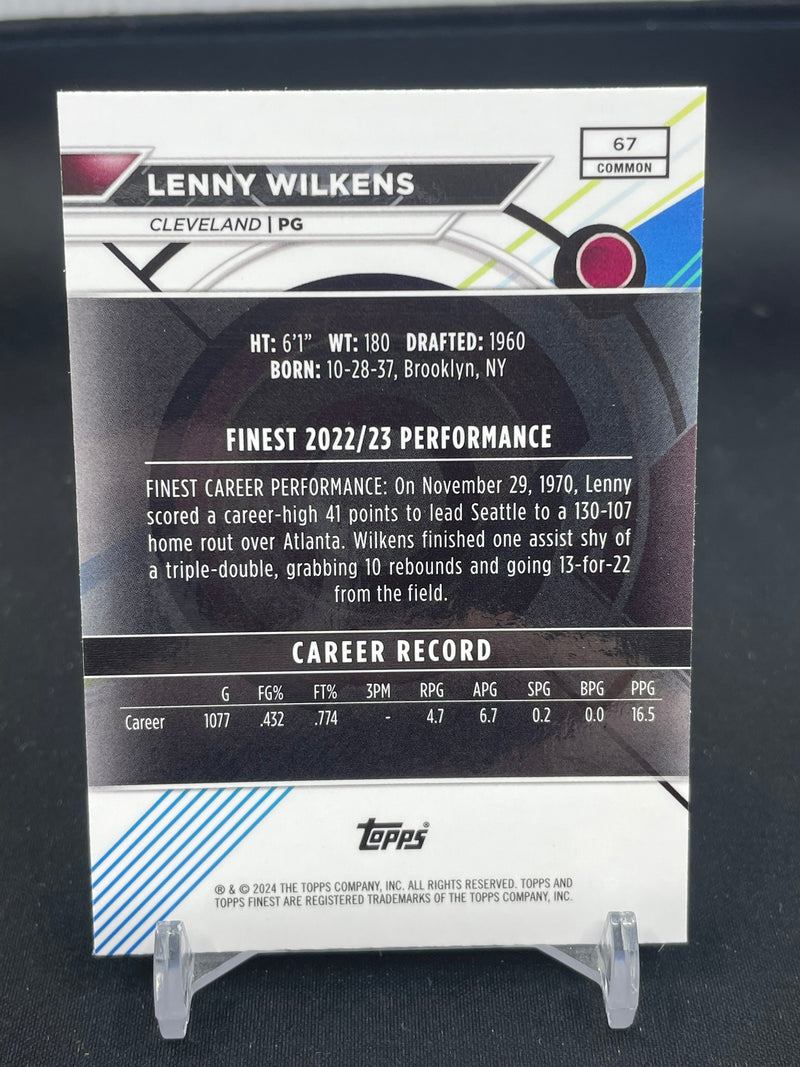 67
COMMON
LENNY WILKENS
CLEVELAND | PG
HT: 6'1" WT: 180 DRAFTED: 1960
BORN: 10-28-37, Brooklyn, NY
FINEST 2022/23 PERFORMANCE
FINEST CAREER PERFORMANCE: On November 29, 1970, Lenny
scored a career-high 41 points to lead Seattle to a 130-107
home rout over Atlanta. Wilkens finished one assist shy of
a triple-double, grabbing 10 rebounds and going 13-for-22
from the field.
CAREER RECORD
G FG% FT% 3PM RPG APG SPG BPG PPG
Career 1077 .432 .774 - 4.7 6.7 0.2 0.0 16.5
topps®
® & © 2024 THE TOPPS COMPANY, INC. ALL RIGHTS RESERVED. TOPPS AND
TOPPS FINEST ARE REGISTERED TRADEMARKS OF THE TOPPS COMPANY, INC.